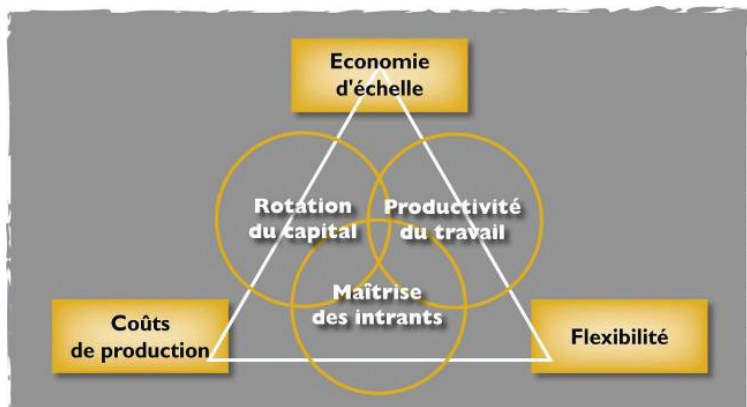 Economie
d'échelle
Rotation
du capital
Productivité
du travail
Maîtrise
des intrants
Coûts
de production
Flexibilité